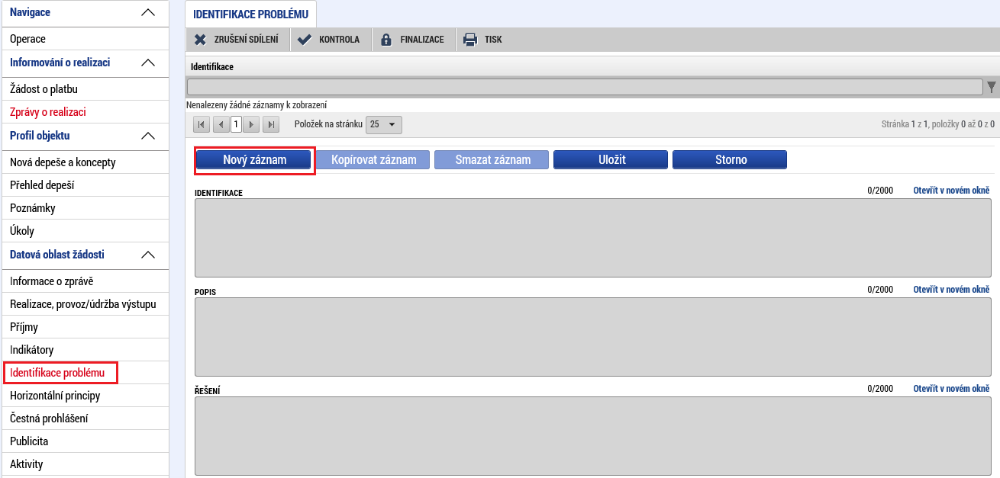 Navigace
Operace
Informování o realizaci
Žádost o platbu
Zprávy o realizaci
Profil objektu
Nová depeše a koncepty
Přehled depeší
Poznámky
Úkoly
Datová oblast žádosti
Informace o zprávě
Realizace, provoz/údržba výstupu
Příjmy
Indikátory
Identifikace problému
Horizontální principy
Čestná prohlášení
Publicita
Aktivity
IDENTIFIKACE PROBLÉMU
ZRUŠENÍ SDÍLENÍ KONTROLA FINALIZACE TISK
Identifikace
Nenalezeny žádné záznamy k zobrazení
1 Položek na stránku 25 Stránka 1 z 1, položky 0 až 0 z 0
Nový záznam Kopírovat záznam Smazat záznam Uložit Storno
IDENTIFIKACE 0/2000 Otevřít v novém okně
POPIS 0/2000 Otevřít v novém okně
ŘEŠENÍ 0/2000 Otevřít v novém okně